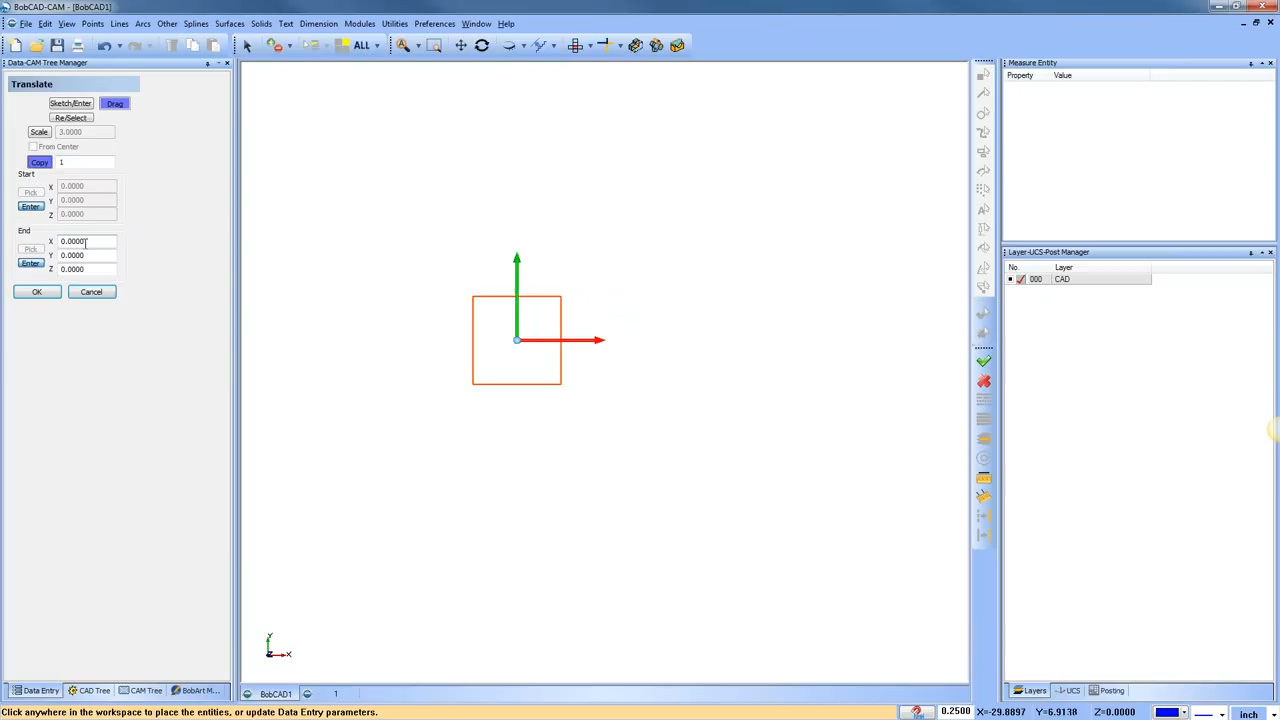 BobCAD-CAM - [BobCAD1]
File Edit View Points Lines Arcs Other Splines Surfaces Solids Text Dimension Modules Utilities Preferences Window Help
ALL
Data-CAM Tree Manager
Translate
Sketch/Enter Drag
Re/Select
Scale 3.0000
From Center
Copy 1
Start
Pick X 0.0000
Y 0.0000
Enter Z 0.0000
End
X 0.0000
Pick Y 0.0000
Enter Z 0.0000
OK Cancel
Measure Entity
Property Value
Layer-UCS-Post Manager
No. Layer
000 CAD
Y
Z X
Data Entry CAD Tree CAM Tree BobArt M...
BobCAD1 1
Layers UCS Posting
Click anywhere in the workspace to place the entities, or update Data Entry parameters.
0.2500 X=-29.8897 Y=6.9138 Z=0.0000 inch